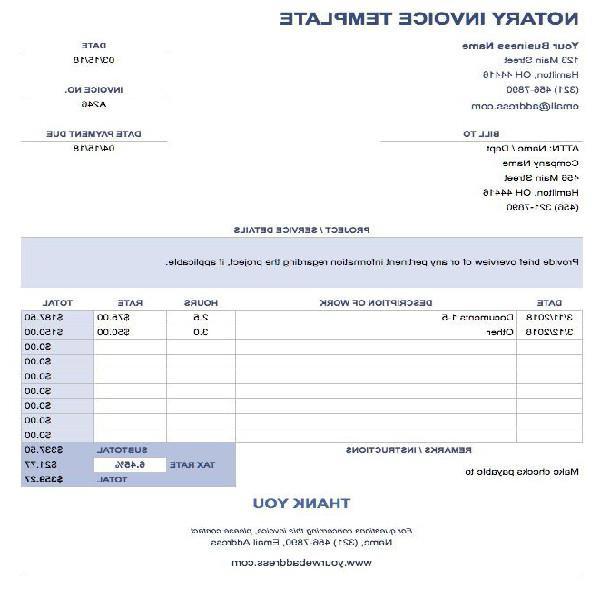 NOTARY INVOICE TEMPLATE
Your Business Name
123 Main Street
Hamilton, OH 44416
(321) 456-7890
email@address.com
DATE
03/15/18
INVOICE NO.
A246
BILL TO
DATE PAYMENT DUE
ATTN: Name / Dept
04/15/18
Company Name
456 Main Street
Hamilton, OH 44416
(456) 321-7890
PROJECT / SERVICE DETAILS
Provide brief overview of or any pertinent information regarding the project, if applicable.
DATE DESCRIPTION OF WORK HOURS RATE TOTAL
3/11/2018 Documents 1-5 2.5 $75.00 $187.50
3/12/2018 Other 3.0 $50.00 $150.00
$0.00
$0.00
$0.00
$0.00
$0.00
$0.00
$0.00
REMARKS / INSTRUCTIONS SUBTOTAL $337.50
Make checks payable to TAX RATE 6.45% $21.77
TOTAL $359.27
THANK YOU
For questions concerning this invoice, please contact
Name, (321) 456-7890, Email Address
www.yourwebaddress.com